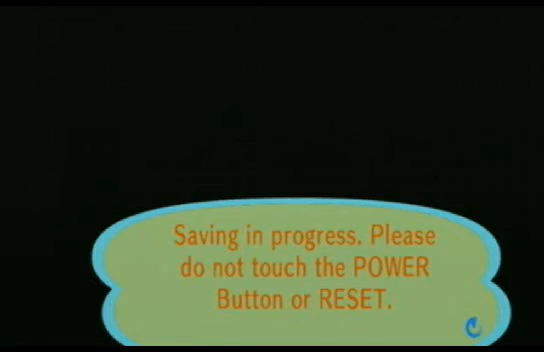 Saving in progress. Please
do not touch the POWER
Button or RESET.